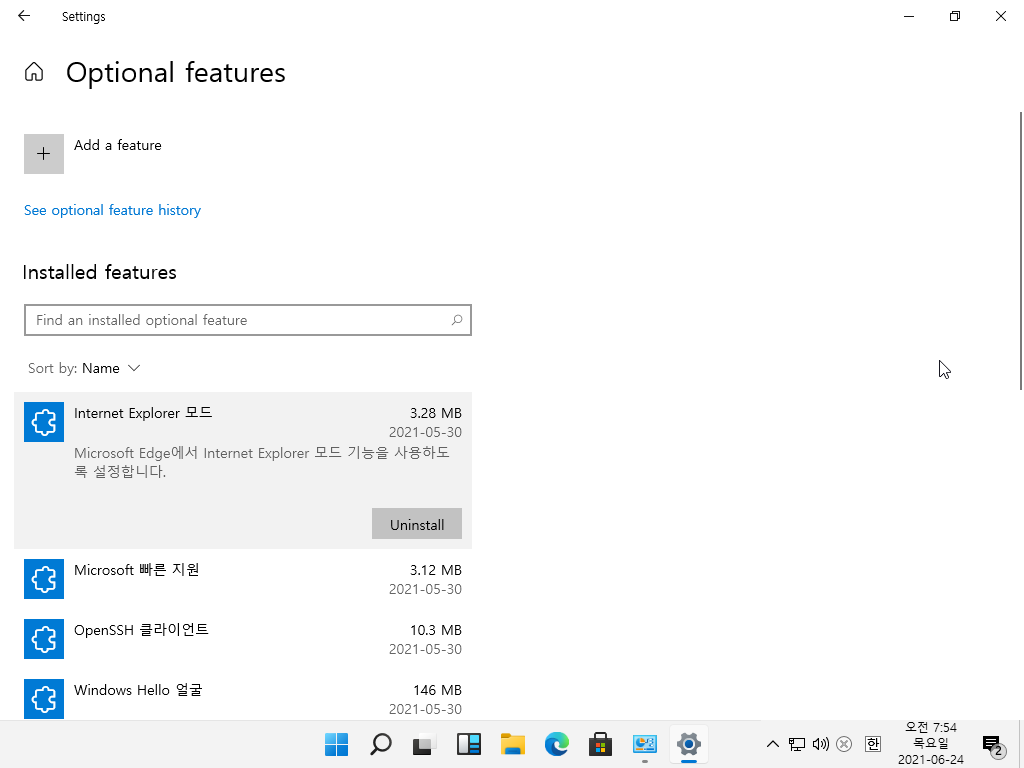 Settings
Optional features
Add a feature
See optional feature history
Installed features
Find an installed optional feature
Sort by: Name
Internet Explorer 모드 3.28 MB
2021-05-30
Microsoft Edge에서 Internet Explorer 모드 기능을 사용하도
록 설정합니다.
Uninstall
Microsoft 빠른 지원 3.12 MB
2021-05-30
OpenSSH 클라이언트 10.3 MB
2021-05-30
Windows Hello 얼굴 146 MB
2021-05-30
한
오전 7:54
목요일
2021-06-24
2